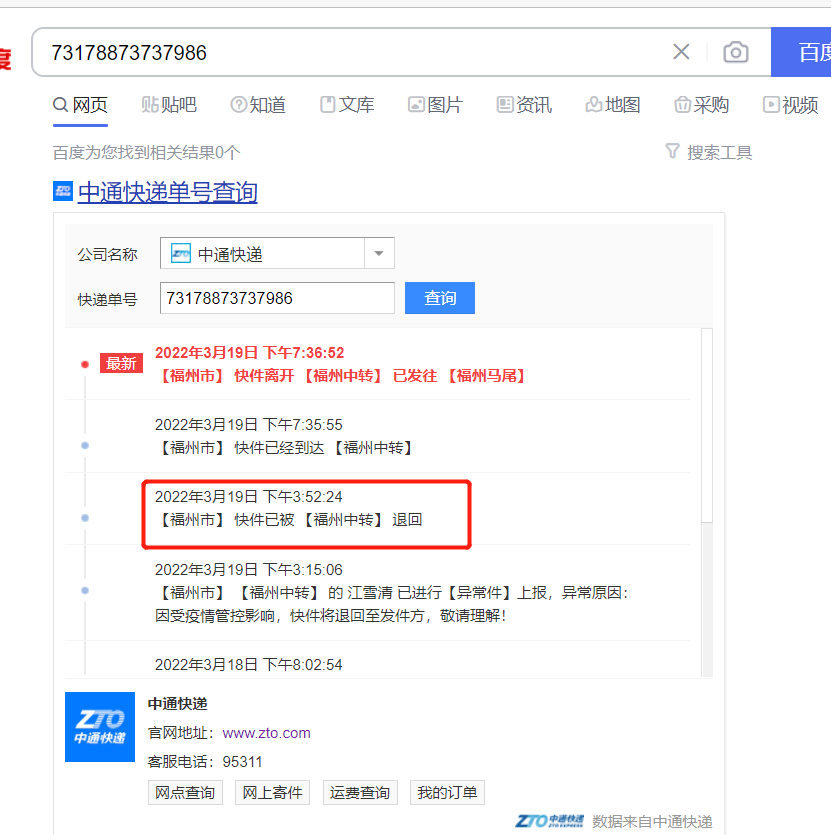 度
73178873737986
百度
网页 贴吧 知道 文库 图片 资讯 地图 采购 视频
百度为您找到相关结果0个
搜索工具
中通快递单号查询
公司名称 中通快递
快递单号 73178873737986 查询
2022年3月19日 下午7:36:52
最新
【福州市】 快件离开 【福州中转】 已发往 【福州马尾】
2022年3月19日 下午7:35:55
【福州市】 快件已经到达 【福州中转】
2022年3月19日 下午3:52:24
【福州市】 快件已被 【福州中转】 退回
2022年3月19日 下午3:15:06
【福州市】 【福州中转】 的 江雪清 已进行【异常件】上报，异常原因：
因受疫情管控影响，快件将退回至发件方，敬请理解！
2022年3月18日 下午8:02:54
ZTO
中通快递
中通快递
官网地址：www.zto.com
客服电话：95311
网点查询 网上寄件 运费查询 我的订单
ZTO 中通快递 ZTO EXPRESS 数据来自中通快递